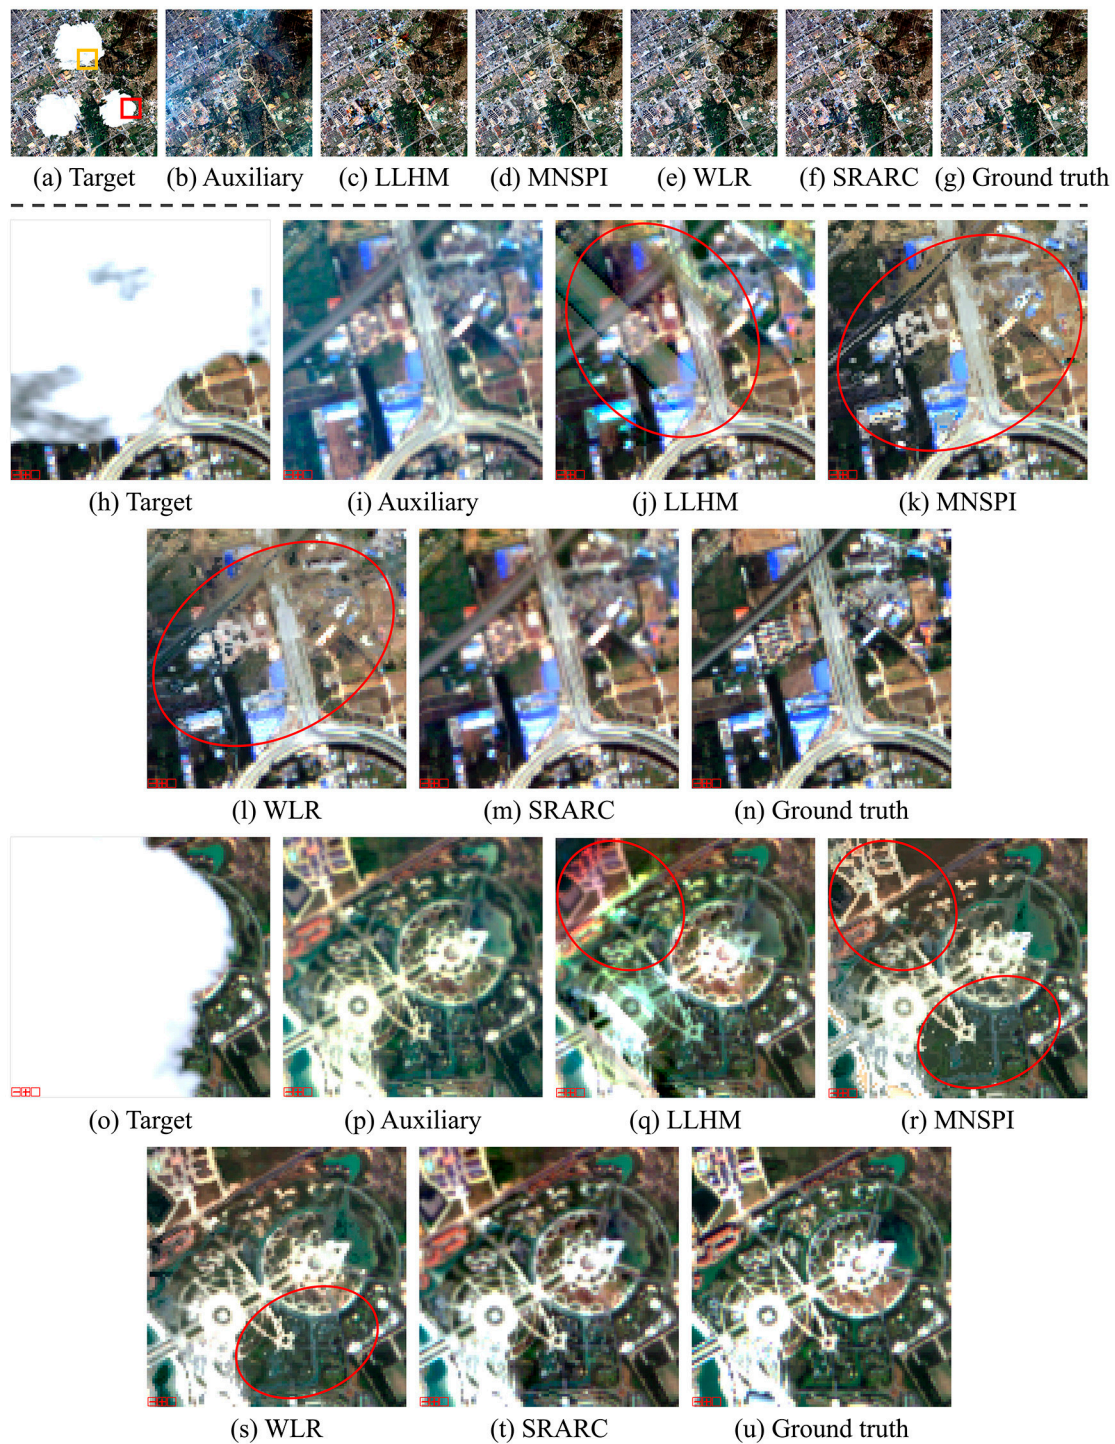 (a) Target (b) Auxiliary (c) LLHM (d) MNSPI (e) WLR (f) SRARC (g) Ground truth
(h) Target (i) Auxiliary (j) LLHM (k) MNSPI
(l) WLR (m) SRARC (n) Ground truth
(o) Target (p) Auxiliary (q) LLHM (r) MNSPI
(s) WLR (t) SRARC (u) Ground truth